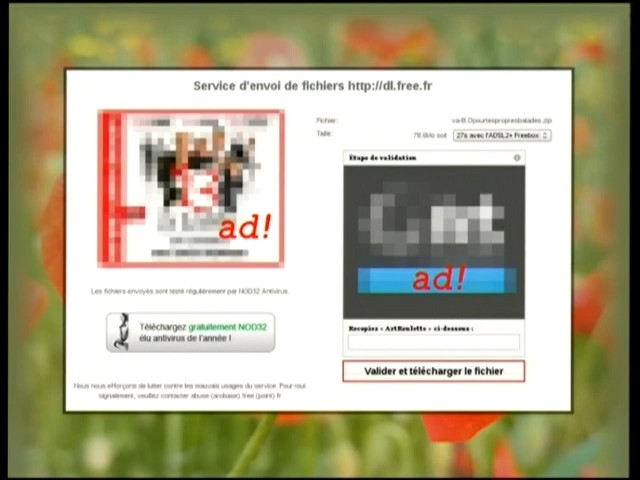 Service d'envoi de fichiers http://dl.free.fr
Fichier:
Taille: 78.6Mo soit 27s avec l'ADSL2+ Freebox
ad!
Les fichiers envoyés sont testé régulièrement par NOD32 Antivirus.
Téléchargez gratuitement NOD32
élu antivirus de l'année !
Nous nous efforçons de lutter contre les mauvais usages du service. Pour tout
signalement, veuillez contacter abuse (arobase) free (point) fr
Etape de validation
ad!
Recopiez « ArtRoulette » ci-dessous :
Valider et télécharger le fichier